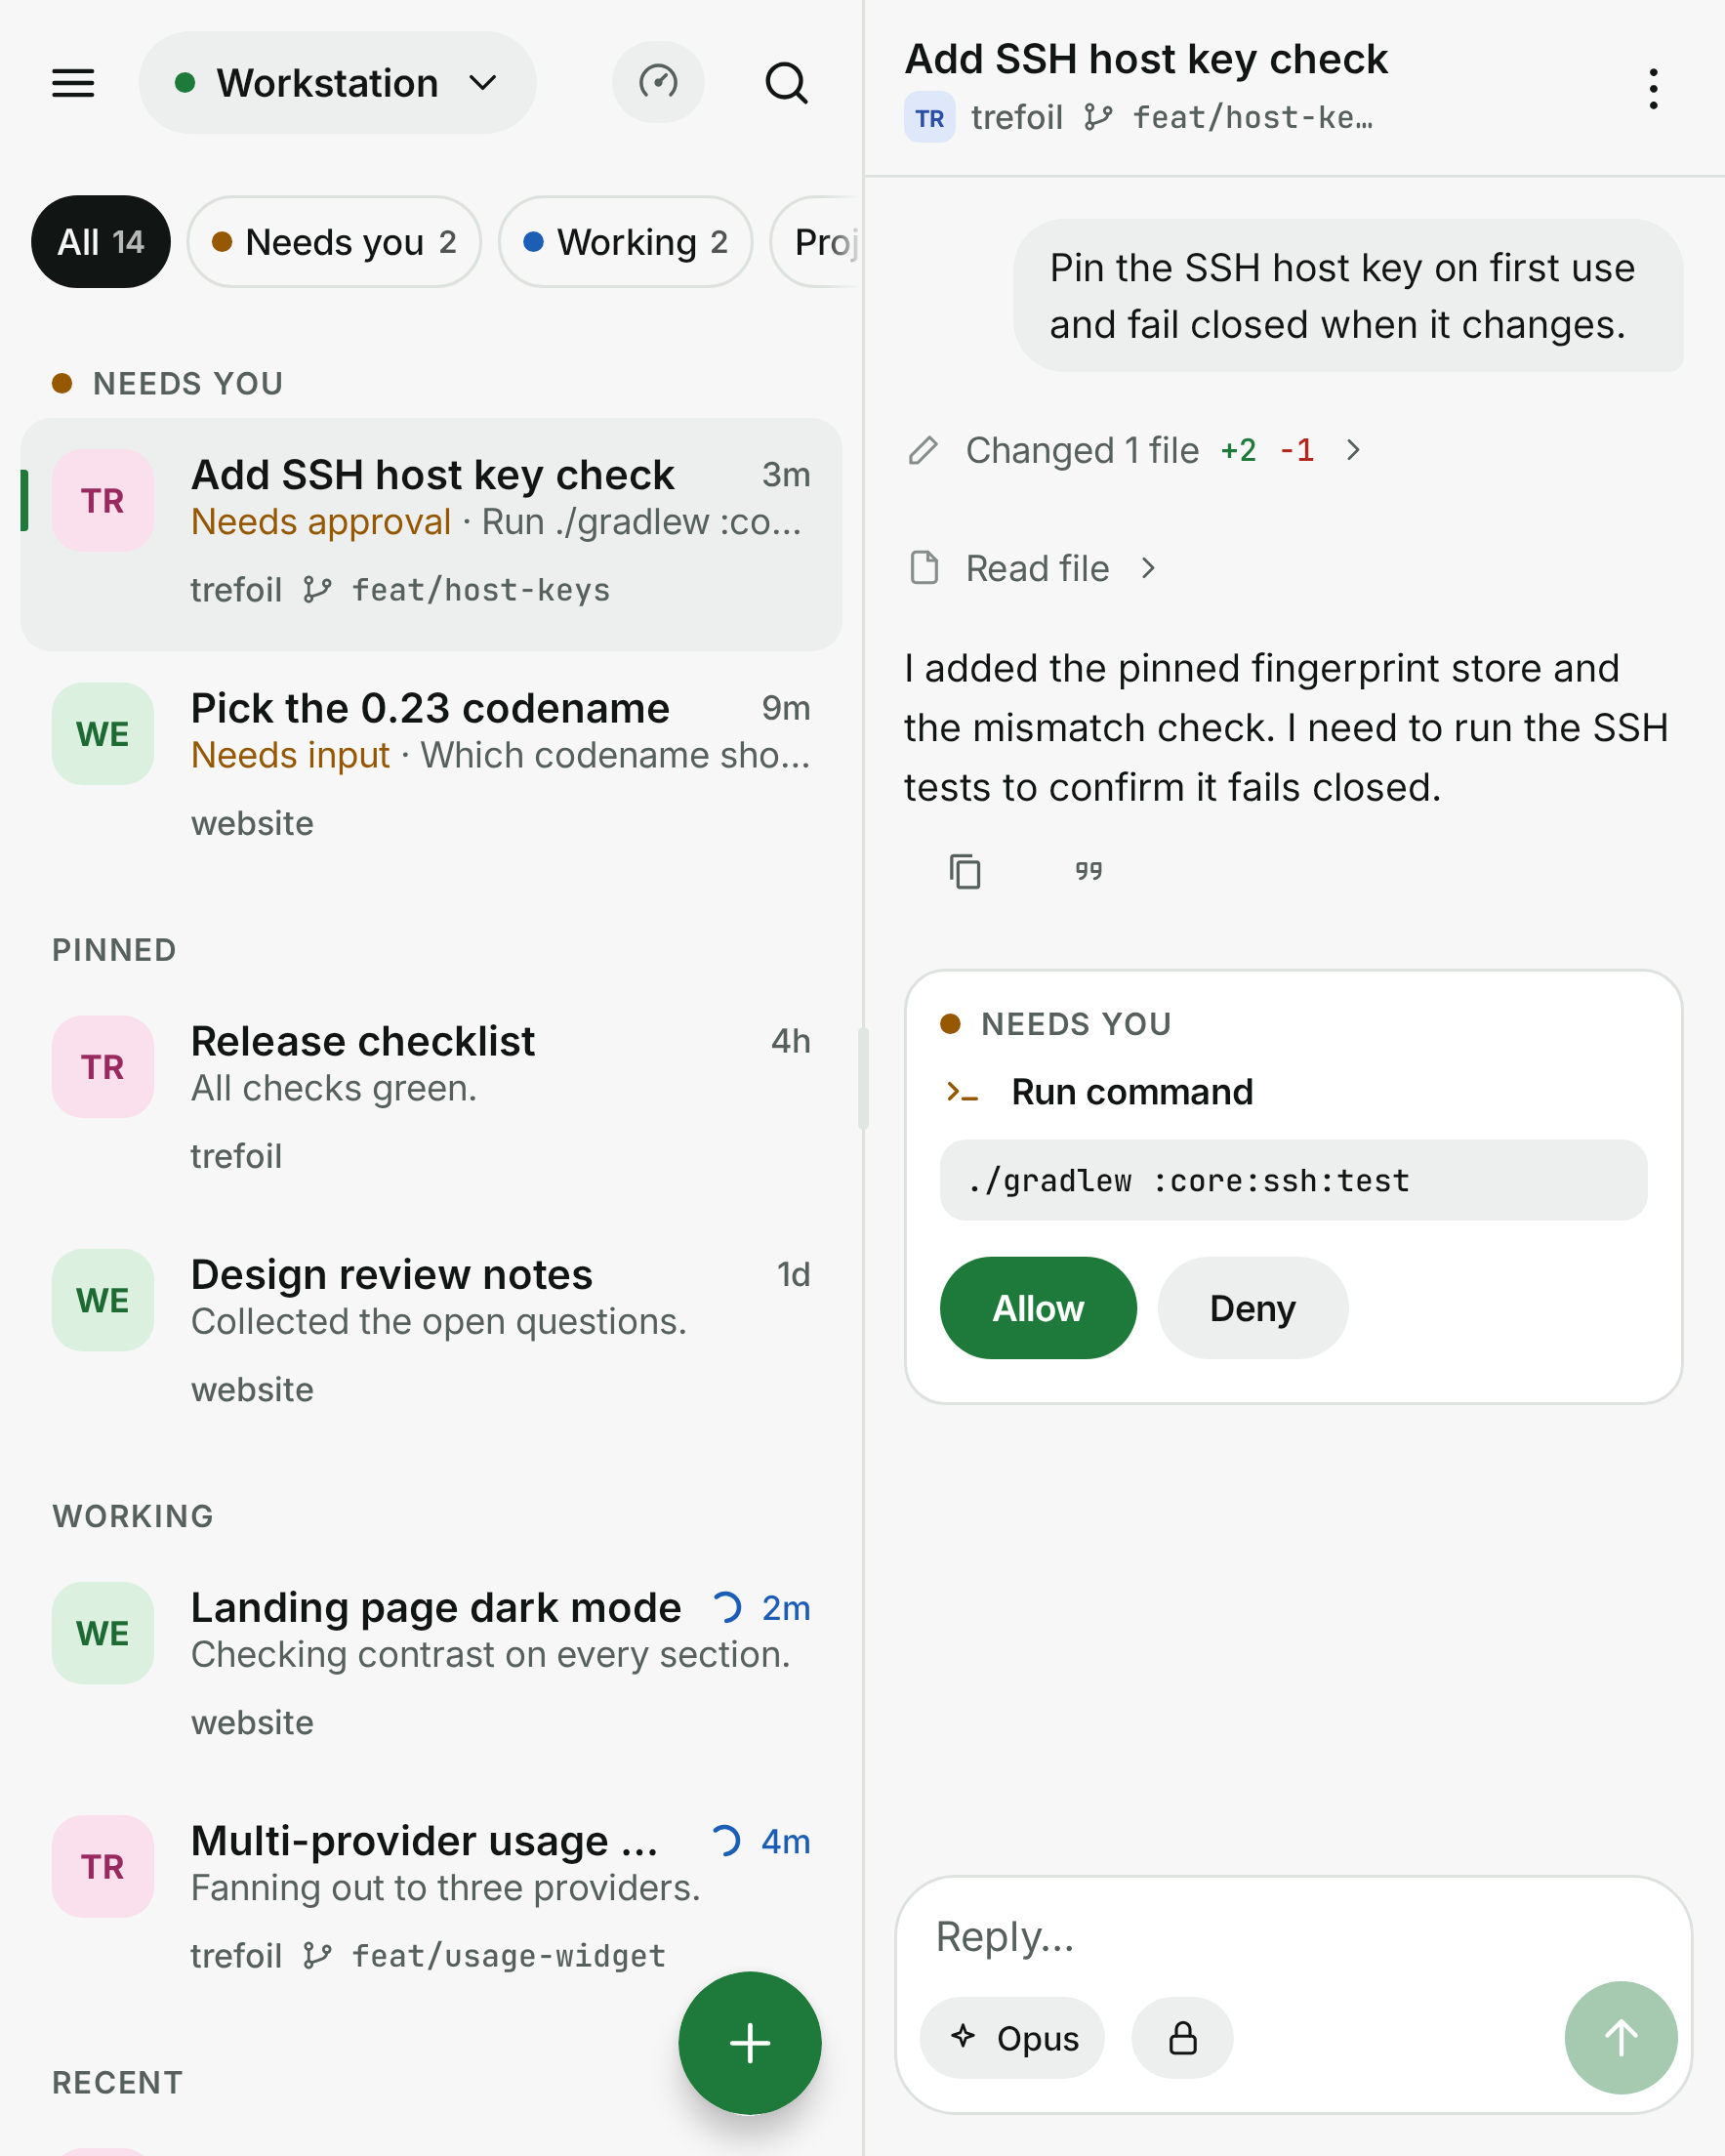 Workstation
All 14
Needs you 2
Working 2
Proj
NEEDS YOU
TR
Add SSH host key check
3m
Needs approval · Run ./gradlew :co...
trefoil feat/host-keys
WE
Pick the 0.23 codename
9m
Needs input · Which codename sho...
website
PINNED
TR
Release checklist
4h
All checks green.
trefoil
WE
Design review notes
1d
Collected the open questions.
website
WORKING
WE
Landing page dark mode
2m
Checking contrast on every section.
website
TR
Multi-provider usage ...
4m
Fanning out to three providers.
trefoil feat/usage-widget
RECENT
Add SSH host key check
TR trefoil feat/host-ke...
Pin the SSH host key on first use
and fail closed when it changes.
Changed 1 file +2 -1
Read file
I added the pinned fingerprint store and
the mismatch check. I need to run the SSH
tests to confirm it fails closed.
NEEDS YOU
Run command
./gradlew :core:ssh:test
Allow
Deny
Reply...
Opus